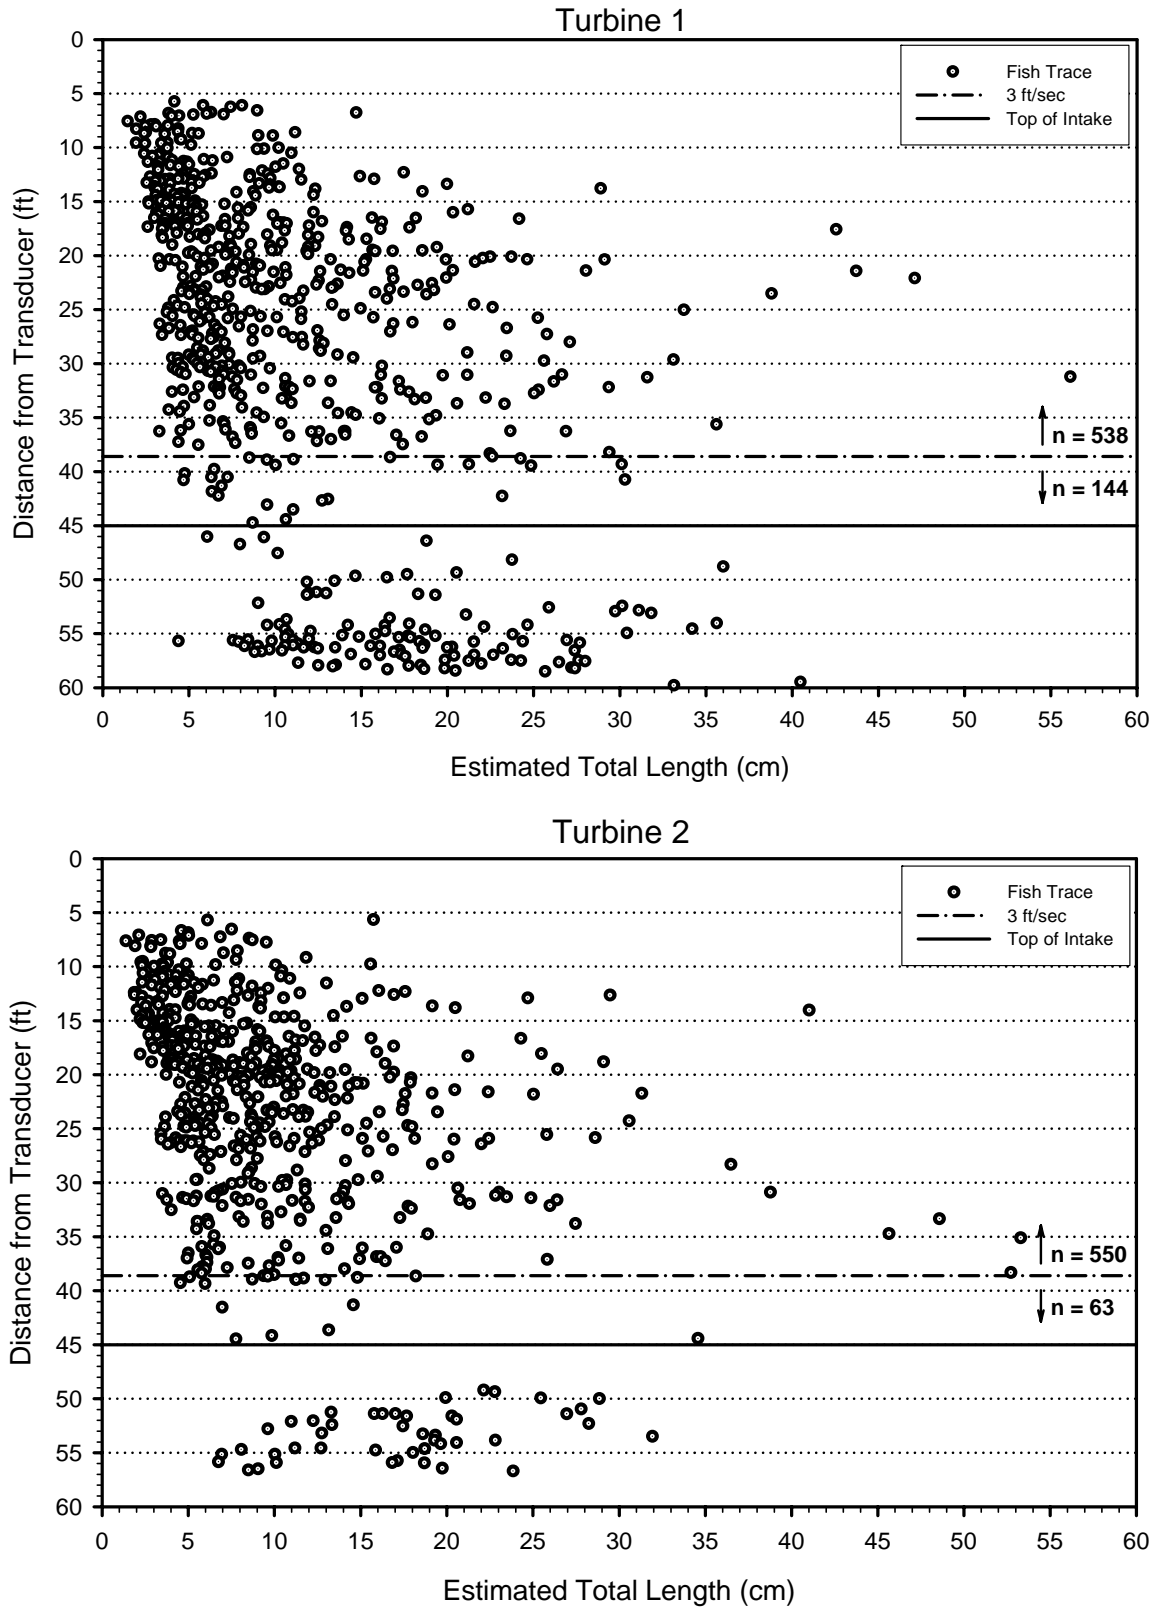 Turbine 1
0
5
10
15
20
25
30
35
40
45
50
55
60
Distance from Transducer (ft)
Fish Trace
3 ft/sec
Top of Intake
n = 538
n = 144
0 5 10 15 20 25 30 35 40 45 50 55 60
Estimated Total Length (cm)
Turbine 2
0
5
10
15
20
25
30
35
40
45
50
55
60
Distance from Transducer (ft)
Fish Trace
3 ft/sec
Top of Intake
n = 550
n = 63
0 5 10 15 20 25 30 35 40 45 50 55 60
Estimated Total Length (cm)